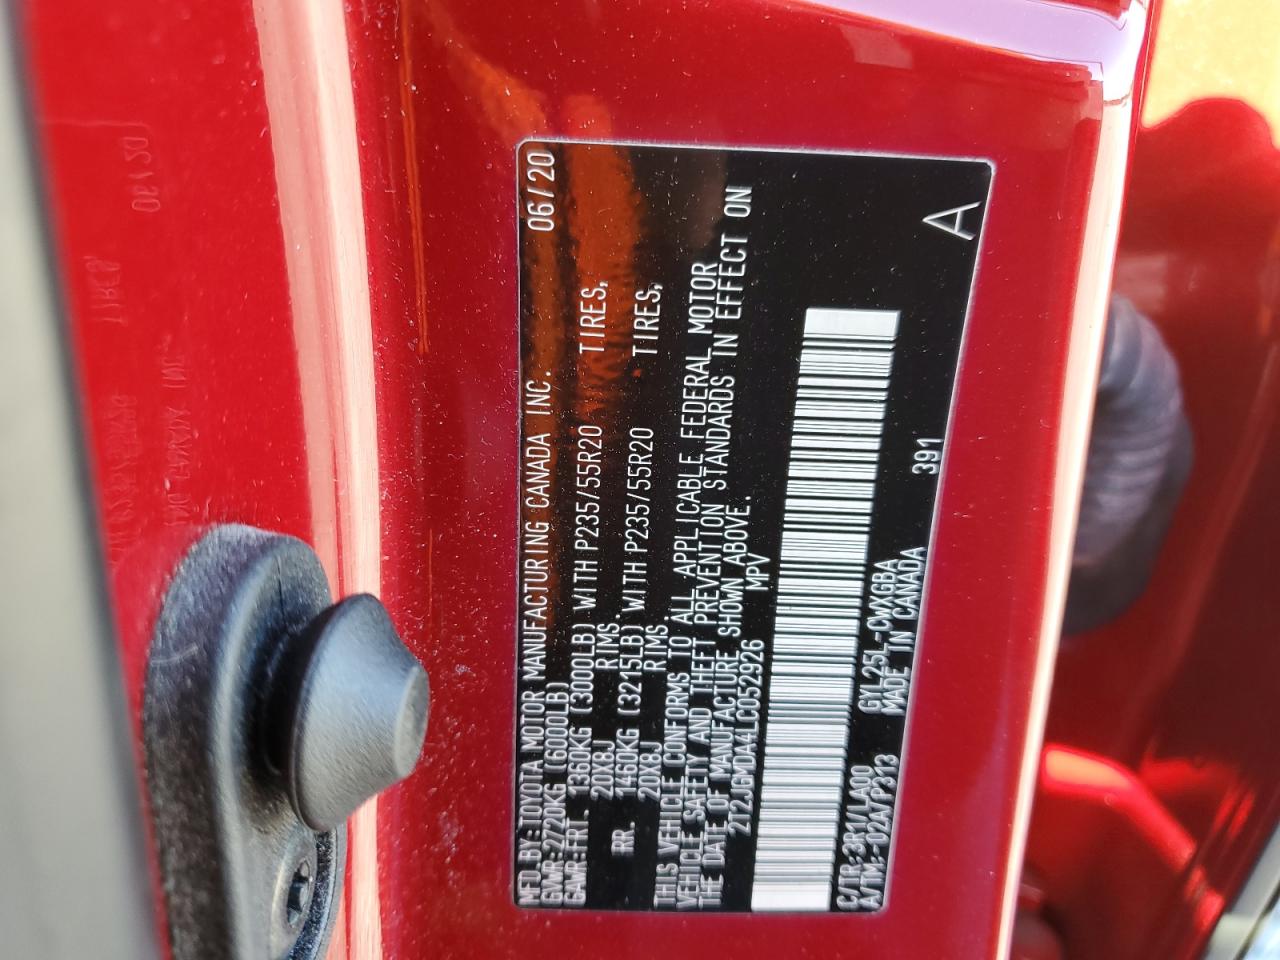 MFD.BY:TOYOTA MOTOR MANUFACTURING CANADA INC. 06/20
GVWR:2720KG (6000LB)
GAWR:FRT. 1360KG (3000LB) WITH P235/55R20 TIRES,
20X8J RIMS.
RR. 1460KG (3215LB) WITH P235/55R20 TIRES,
20X8J RIMS.
THIS VEHICLE CONFORMS TO ALL APPLICABLE FEDERAL MOTOR
VEHICLE SAFETY AND THEFT PREVENTION STANDARDS IN EFFECT ON
THE DATE OF MANUFACTURE SHOWN ABOVE.
2T2JGMDA4LC052926 MPV
C/TR:3R1/LA00 GYL25L-CWXGBA 391
A/TM:-02A/P313 MADE IN CANADA
A